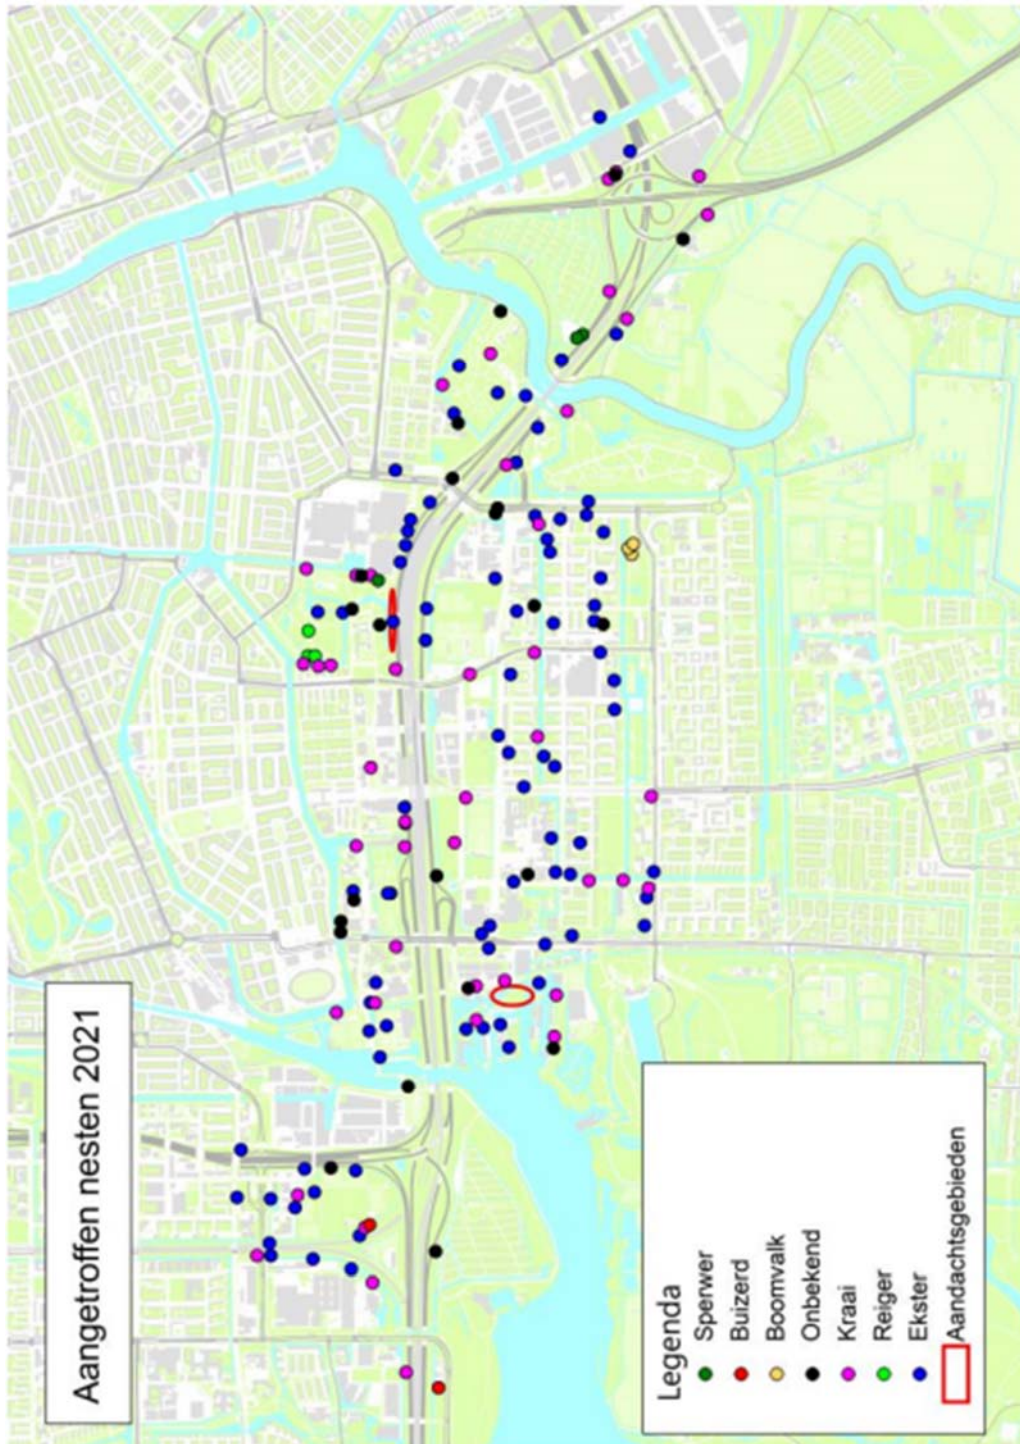 Aangetroffen nesten 2021
Legenda
Sperwer
Buizerd
Boomvalk
Onbekend
Kraai
Reiger
Ekster
Aandachtsgebieden